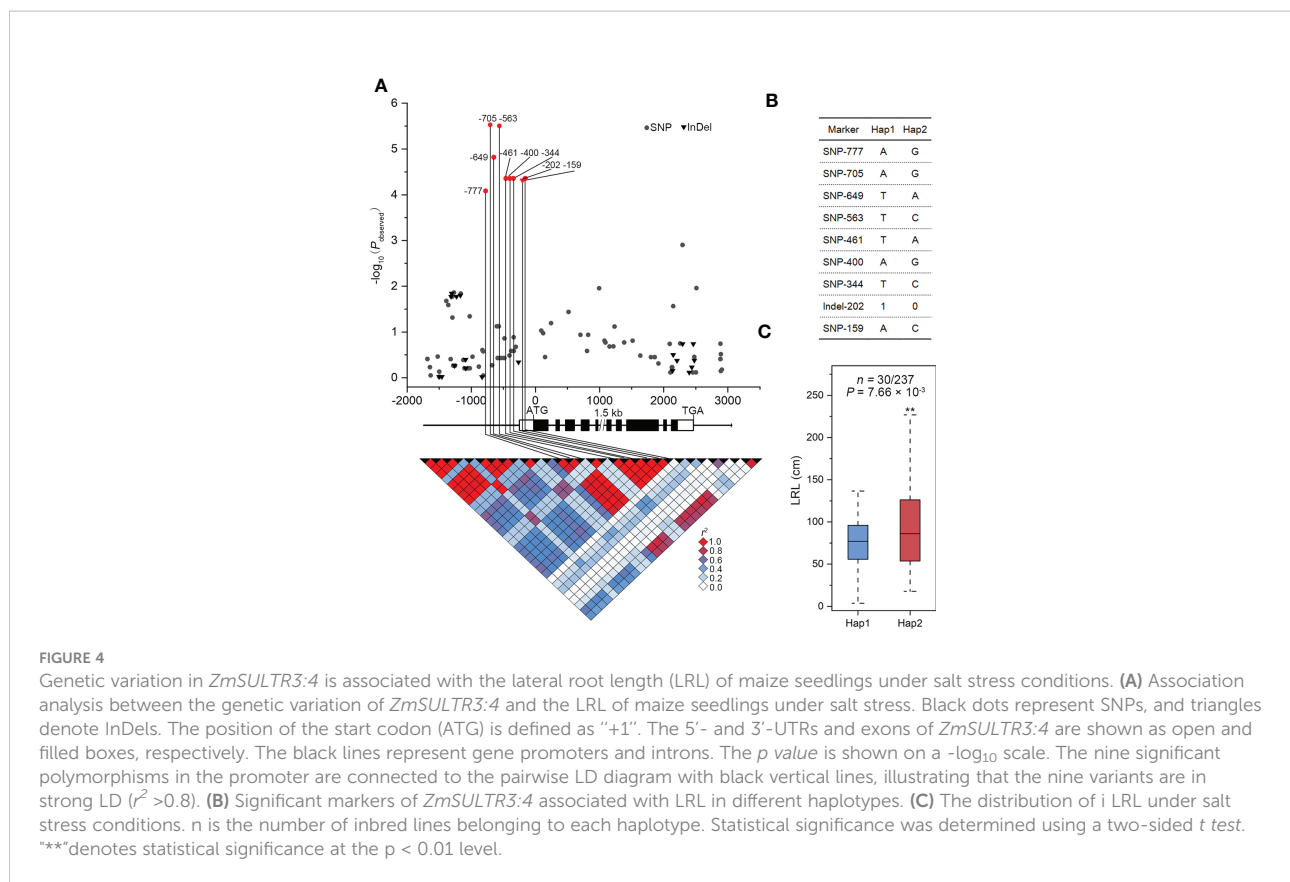 A
6
5
4
3
2
1
0
-log10 (Pobserved)
-705 -563
-649
-461 -400 -344
-202 -159
-777
SNP InDel
-2000 -1000 0 1000 2000 3000
ATG 1.5 kb TGA
r2
1.0
0.8
0.6
0.4
0.2
0.0
B
Marker Hap1 Hap2
SNP-777 A G
SNP-705 A G
SNP-649 T A
SNP-563 T C
SNP-461 T A
SNP-400 A G
SNP-344 T C
Indel-202 1 0
SNP-159 A C
C
n = 30/237
P = 7.66 × 10-3
**
250
200
150
100
50
0
LRL (cm)
Hap1 Hap2
FIGURE 4
Genetic variation in ZmSULTR3:4 is associated with the lateral root length (LRL) of maize seedlings under salt stress conditions. (A) Association
analysis between the genetic variation of ZmSULTR3:4 and the LRL of maize seedlings under salt stress. Black dots represent SNPs, and triangles
denote InDels. The position of the start codon (ATG) is defined as ‘‘+1’’. The 5’- and 3’-UTRs and exons of ZmSULTR3:4 are shown as open and
filled boxes, respectively. The black lines represent gene promoters and introns. The p value is shown on a -log10 scale. The nine significant
polymorphisms in the promoter are connected to the pairwise LD diagram with black vertical lines, illustrating that the nine variants are in
strong LD (r2 >0.8). (B) Significant markers of ZmSULTR3:4 associated with LRL in different haplotypes. (C) The distribution of i LRL under salt
stress conditions. n is the number of inbred lines belonging to each haplotype. Statistical significance was determined using a two-sided t test.
"**"denotes statistical significance at the p < 0.01 level.